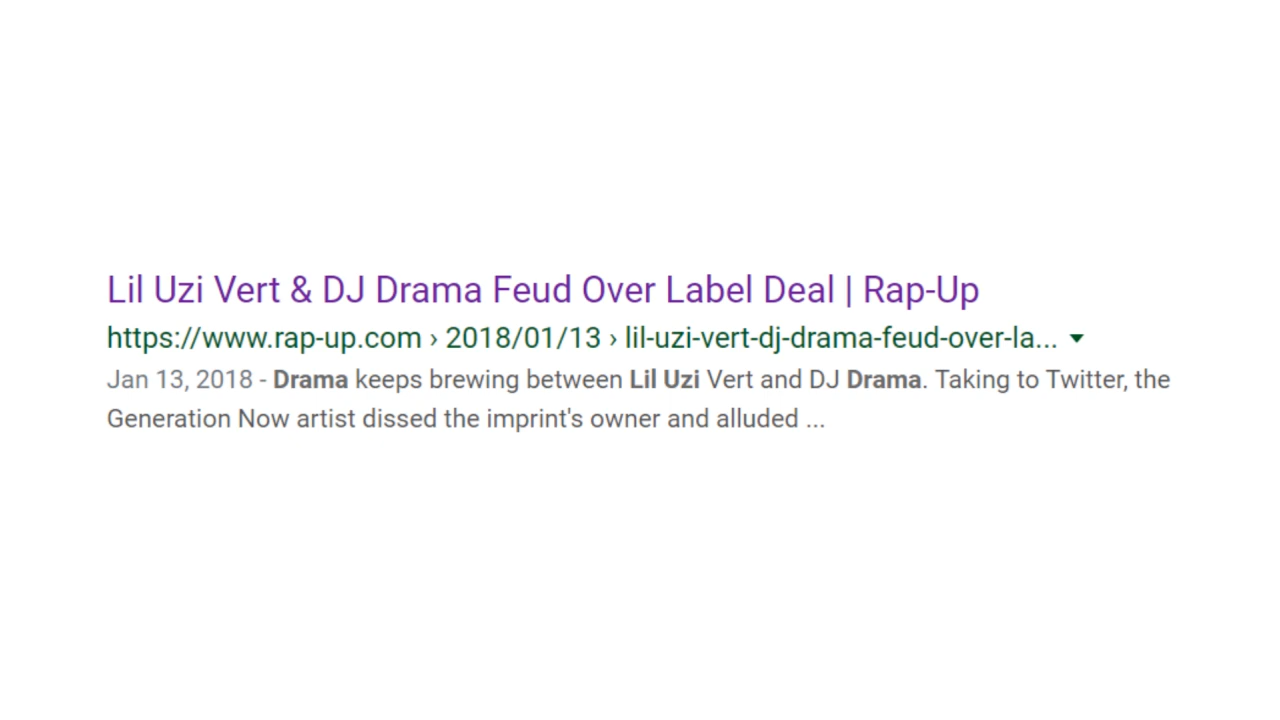 Lil Uzi Vert & DJ Drama Feud Over Label Deal | Rap-Up
https://www.rap-up.com › 2018/01/13 › lil-uzi-vert-dj-drama-feud-over-la...
Jan 13, 2018 - Drama keeps brewing between Lil Uzi Vert and DJ Drama. Taking to Twitter, the
Generation Now artist dissed the imprint's owner and alluded ...